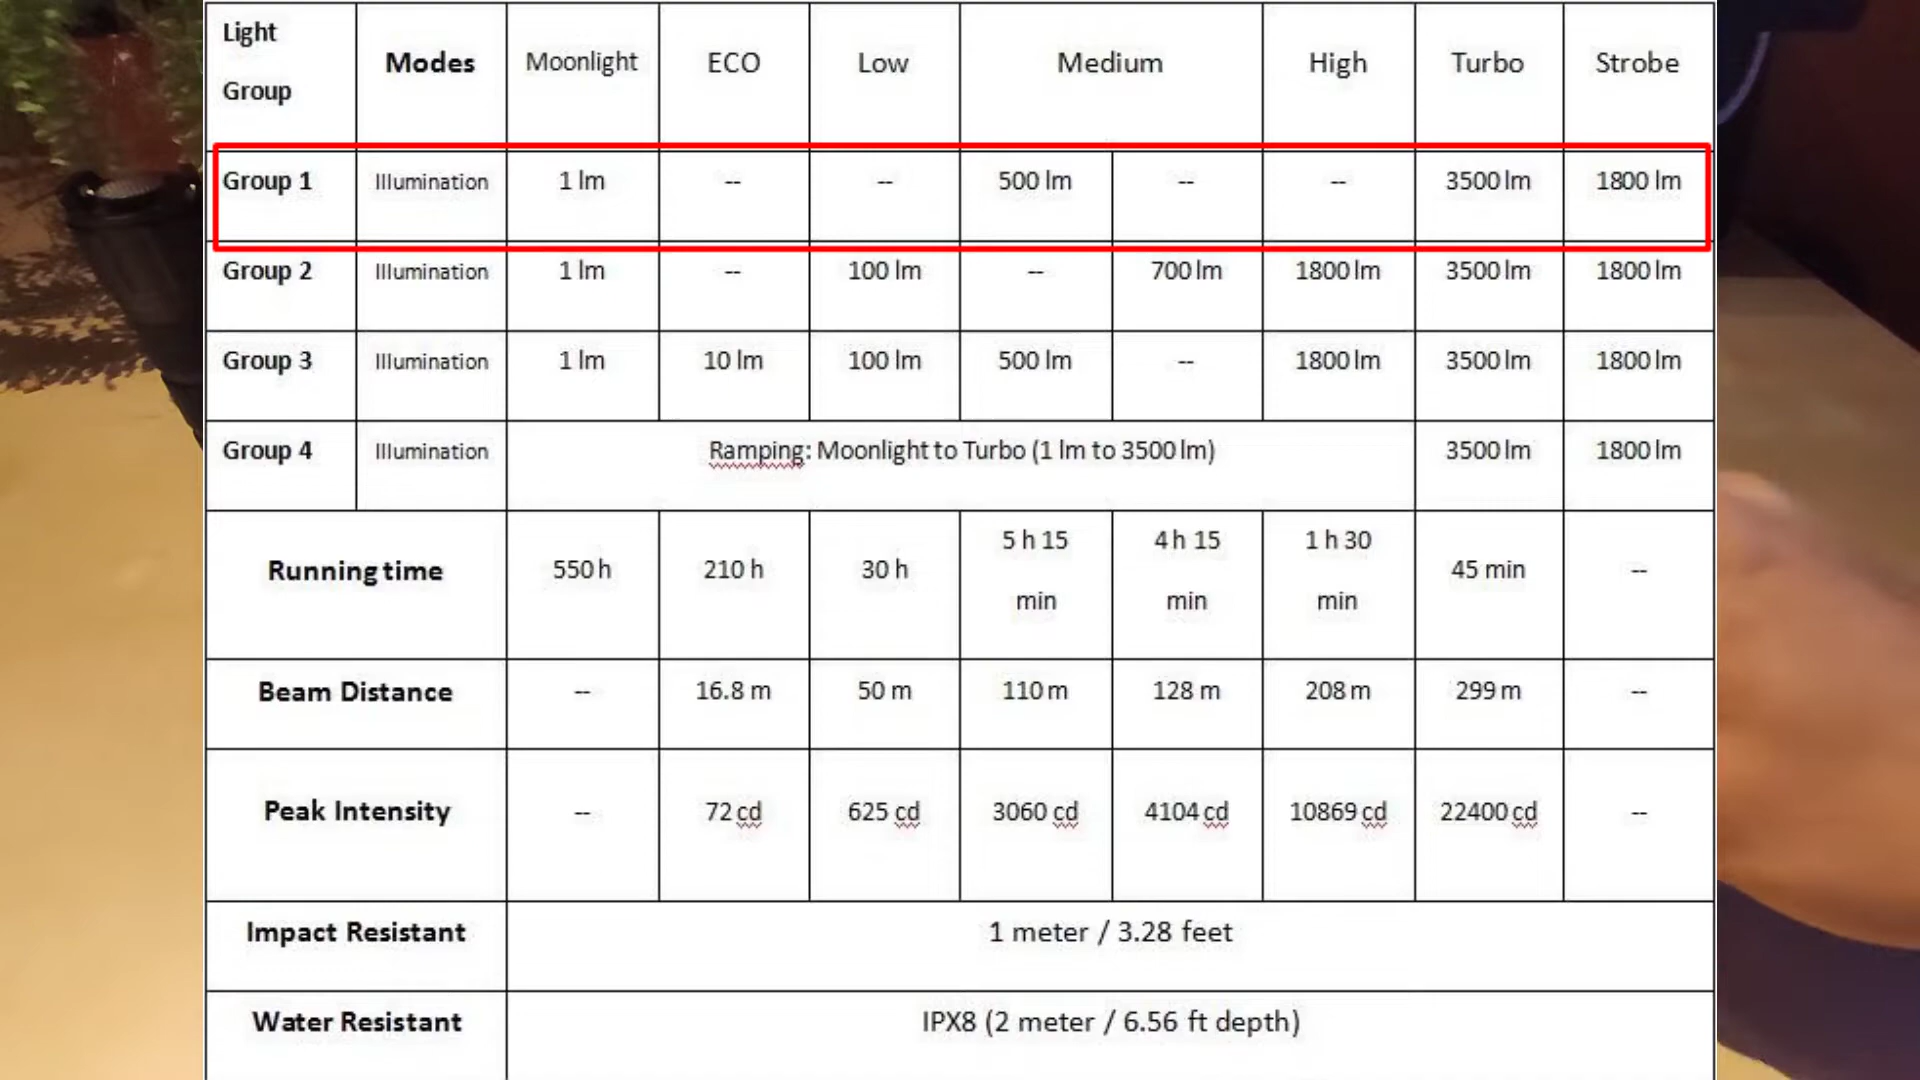 Light Group Modes Moonlight ECO Low Medium High Turbo Strobe
Group 1 Illumination 1 lm -- -- 500 lm -- -- 3500 lm 1800 lm
Group 2 Illumination 1 lm -- 100 lm -- 700 lm 1800 lm 3500 lm 1800 lm
Group 3 Illumination 1 lm 10 lm 100 lm 500 lm -- 1800 lm 3500 lm 1800 lm
Group 4 Illumination Ramping: Moonlight to Turbo (1 lm to 3500 lm) 3500 lm 1800 lm
Running time 550 h 210 h 30 h 5 h 15 min 4 h 15 min 1 h 30 min 45 min --
Beam Distance -- 16.8 m 50 m 110 m 128 m 208 m 299 m --
Peak Intensity -- 72 cd 625 cd 3060 cd 4104 cd 10869 cd 22400 cd --
Impact Resistant 1 meter / 3.28 feet
Water Resistant IPX8 (2 meter / 6.56 ft depth)